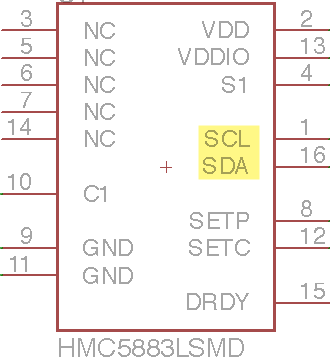 3 NC VDD 2
5 NC VDDIO 13
6 NC S1 4
7 NC
14 NC SCL 1
SDA 16
10 C1
SETP 8
9 GND SETC 12
11 GND
DRDY 15
HMC5883LSMD